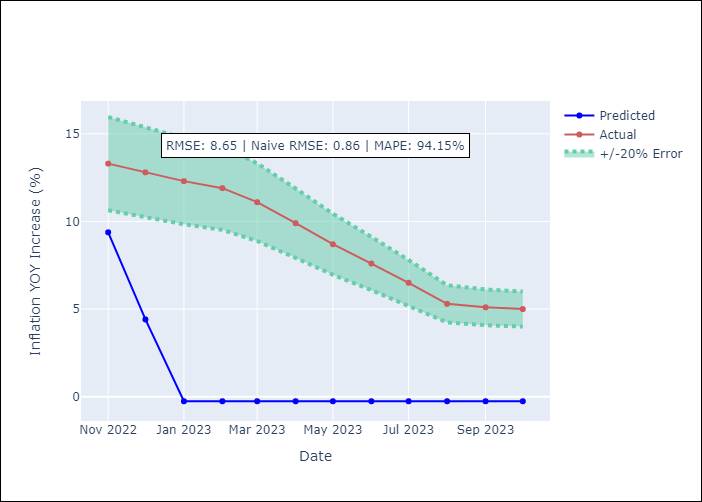 Predicted
Actual
+/-20% Error
RMSE: 8.65 | Naive RMSE: 0.86 | MAPE: 94.15%
15
10
5
0
Inflation YOY Increase (%)
Nov 2022 Jan 2023 Mar 2023 May 2023 Jul 2023 Sep 2023
Date